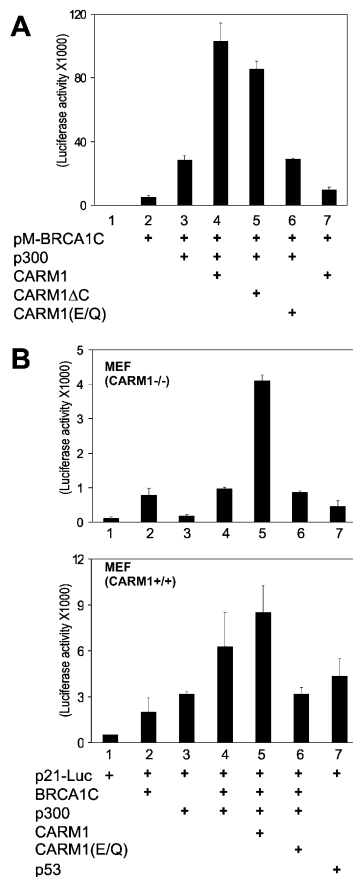 A
(Luciferase activity X1000)
120
80
40
0
1 2 3 4 5 6 7
pM-BRCA1C + + + + + +
p300 + + + +
CARM1 + +
CARM1ΔC +
CARM1(E/Q) +
B
MEF
(CARM1-/-)
(Luciferase activity X1000)
5
4
3
2
1
0
1 2 3 4 5 6 7
MEF
(CARM1+/+)
(Luciferase activity X1000)
12
9
6
3
0
1 2 3 4 5 6 7
p21-Luc + + + + + + +
BRCA1C + + + +
p300 + + + +
CARM1 +
CARM1(E/Q) +
p53 +